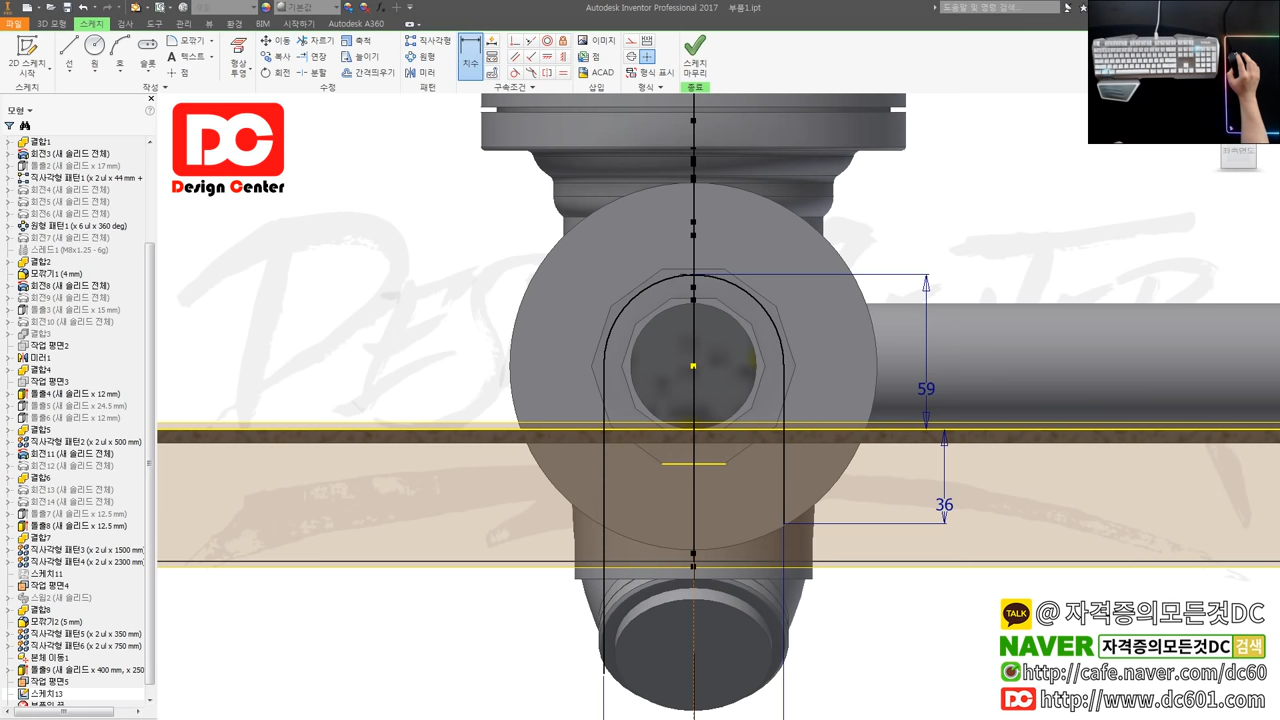 Autodesk Inventor Professional 2017 부품1.ipt
도움말 및 명령 검색...
파일 3D 모형 스케치 검사 도구 관리 뷰 환경 BIM 시작하기 Autodesk A360
2D 스케치 시작
선 원 호 슬롯
모깎기
텍스트
점
형상 투영
이동 자르기 축척
복사 연장 늘이기
회전 분할 간격띄우기
직사각형
원형
미러
치수
이미지
점
ACAD
형식 표시
스케치 마무리
스케치 작성 수정 패턴 구속조건 삽입 형식 종료
모형
결합1
회전3 (새 솔리드 전체)
돌출2 (새 솔리드 x 17 mm)
직사각형 패턴1 (x 2 ul x 44 mm +
회전4 (새 솔리드 전체)
회전5 (새 솔리드 전체)
회전6 (새 솔리드 전체)
원형 패턴1 (x 6 ul x 360 deg)
회전7 (새 솔리드 전체)
스레드1 (M8x1.25 - 6g)
결합2
모깎기1 (4 mm)
회전8 (새 솔리드 전체)
회전9 (새 솔리드 전체)
돌출3 (새 솔리드 x 15 mm)
회전10 (새 솔리드 전체)
결합3
작업 평면2
미러1
결합4
작업 평면3
돌출4 (새 솔리드 x 12 mm)
돌출5 (새 솔리드 x 24.5 mm)
돌출6 (새 솔리드 x 12 mm)
결합5
직사각형 패턴2 (x 2 ul x 500 mm)
회전11 (새 솔리드 전체)
회전12 (새 솔리드 전체)
결합6
회전13 (새 솔리드 전체)
회전14 (새 솔리드 전체)
돌출7 (새 솔리드 x 12.5 mm)
돌출8 (새 솔리드 x 12.5 mm)
결합7
직사각형 패턴3 (x 2 ul x 1500 mm)
직사각형 패턴4 (x 2 ul x 2300 mm)
스케치11
작업 평면4
스윕2 (새 솔리드)
결합8
모깎기2 (5 mm)
직사각형 패턴5 (x 2 ul x 350 mm)
직사각형 패턴6 (x 2 ul x 750 mm)
본체 이동1
돌출9 (새 솔리드 x 400 mm, x 250
작업 평면5
스케치13
DC
Design Center
DESIGN CENTER
59
36
좌측면도
TALK @ 자격증의모든것DC
NAVER 자격증의모든것DC 검색
http://cafe.naver.com/dc60
DC http://www.dc601.com/